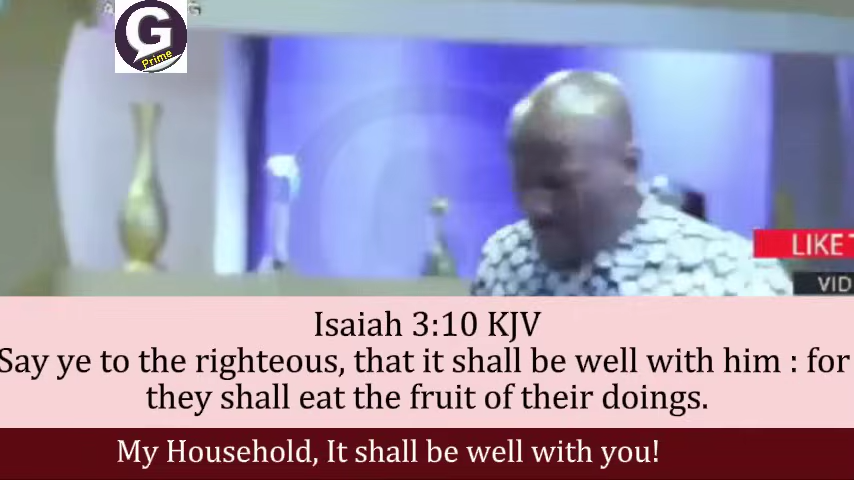 G
Prime
LIKE
VID
Isaiah 3:10 KJV
Say ye to the righteous, that it shall be well with him : for
they shall eat the fruit of their doings.
My Household, It shall be well with you!